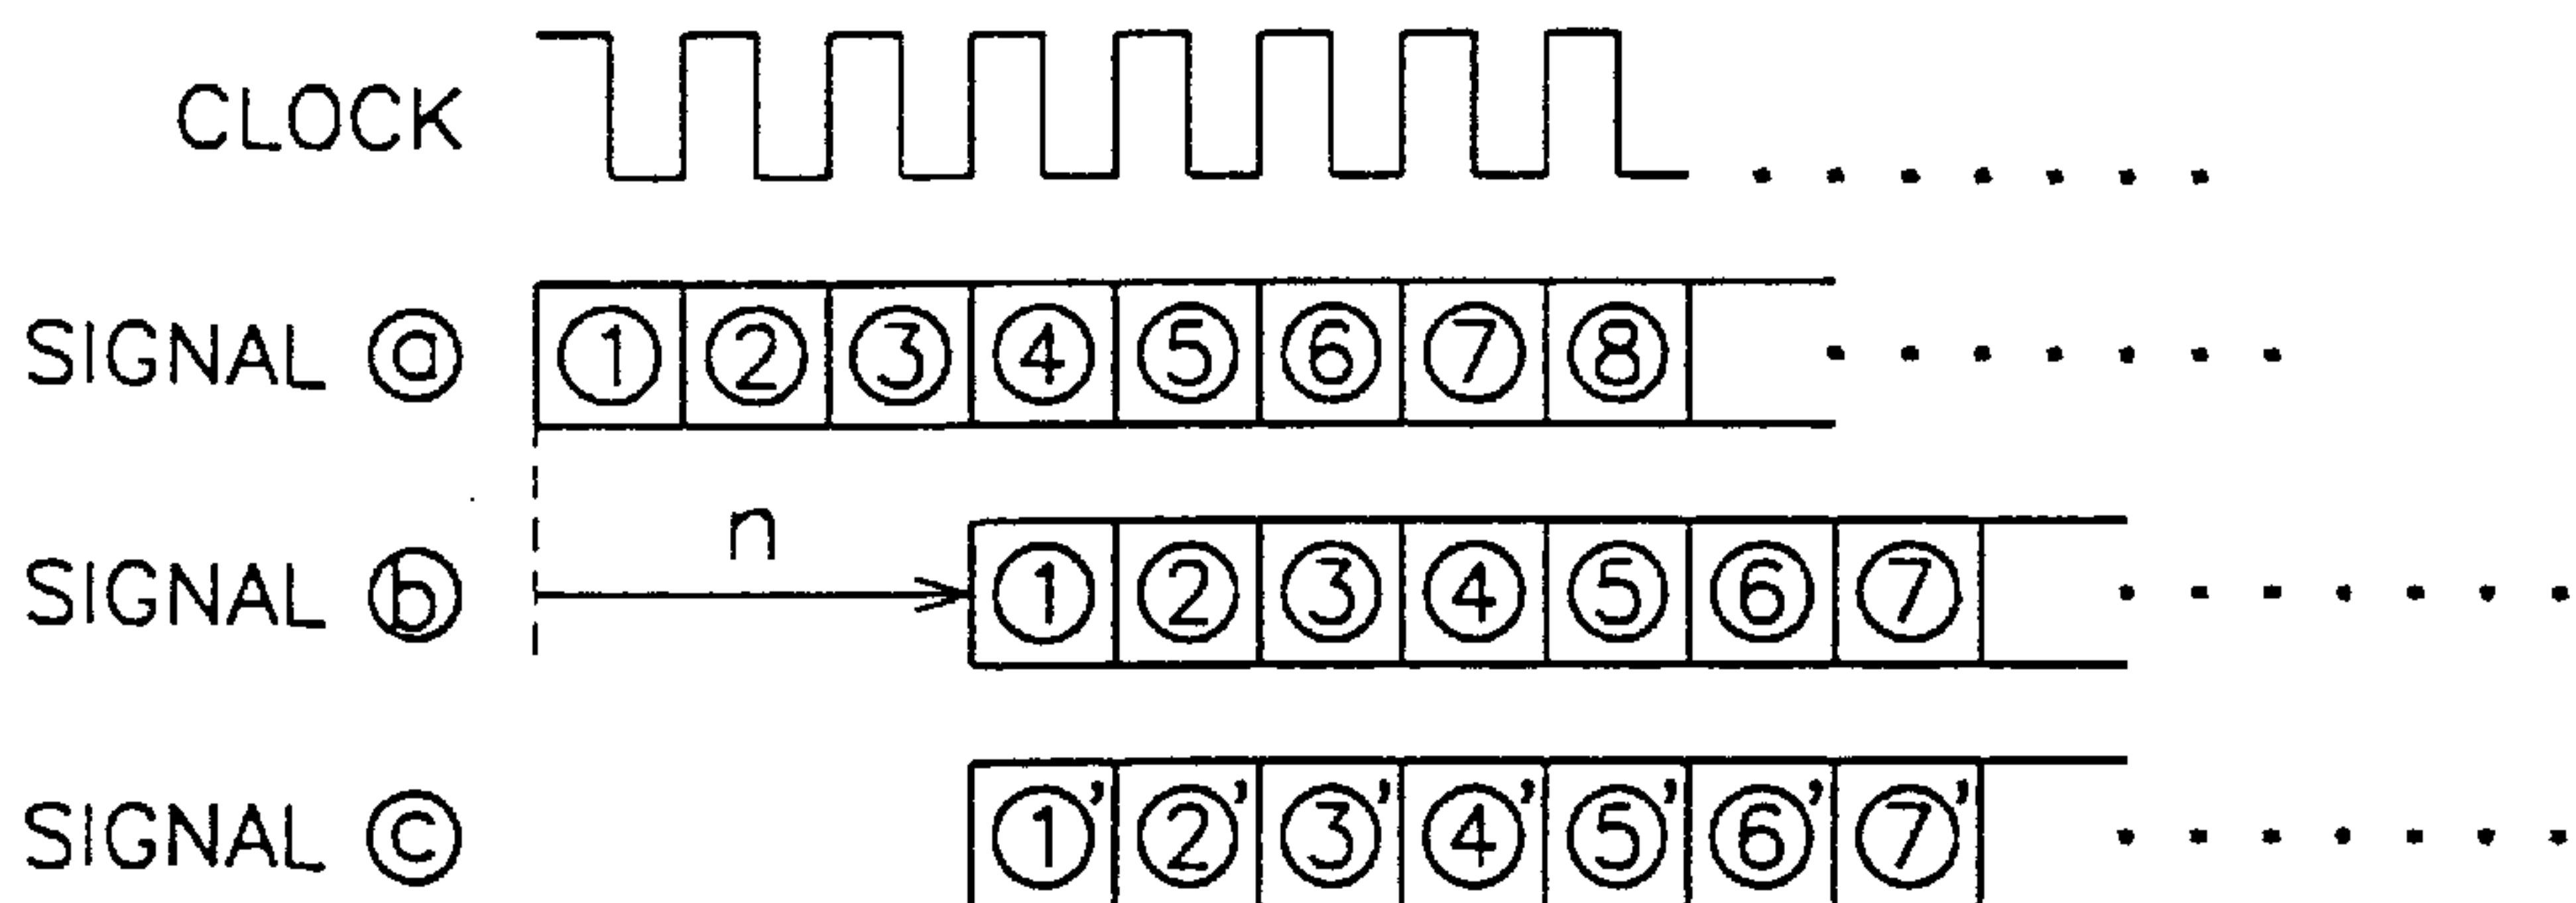 CLOCK
SIGNAL ⓐ ① ② ③ ④ ⑤ ⑥ ⑦ ⑧
n
SIGNAL ⓑ ① ② ③ ④ ⑤ ⑥ ⑦
SIGNAL ⓒ ①' ②' ③' ④' ⑤' ⑥' ⑦'